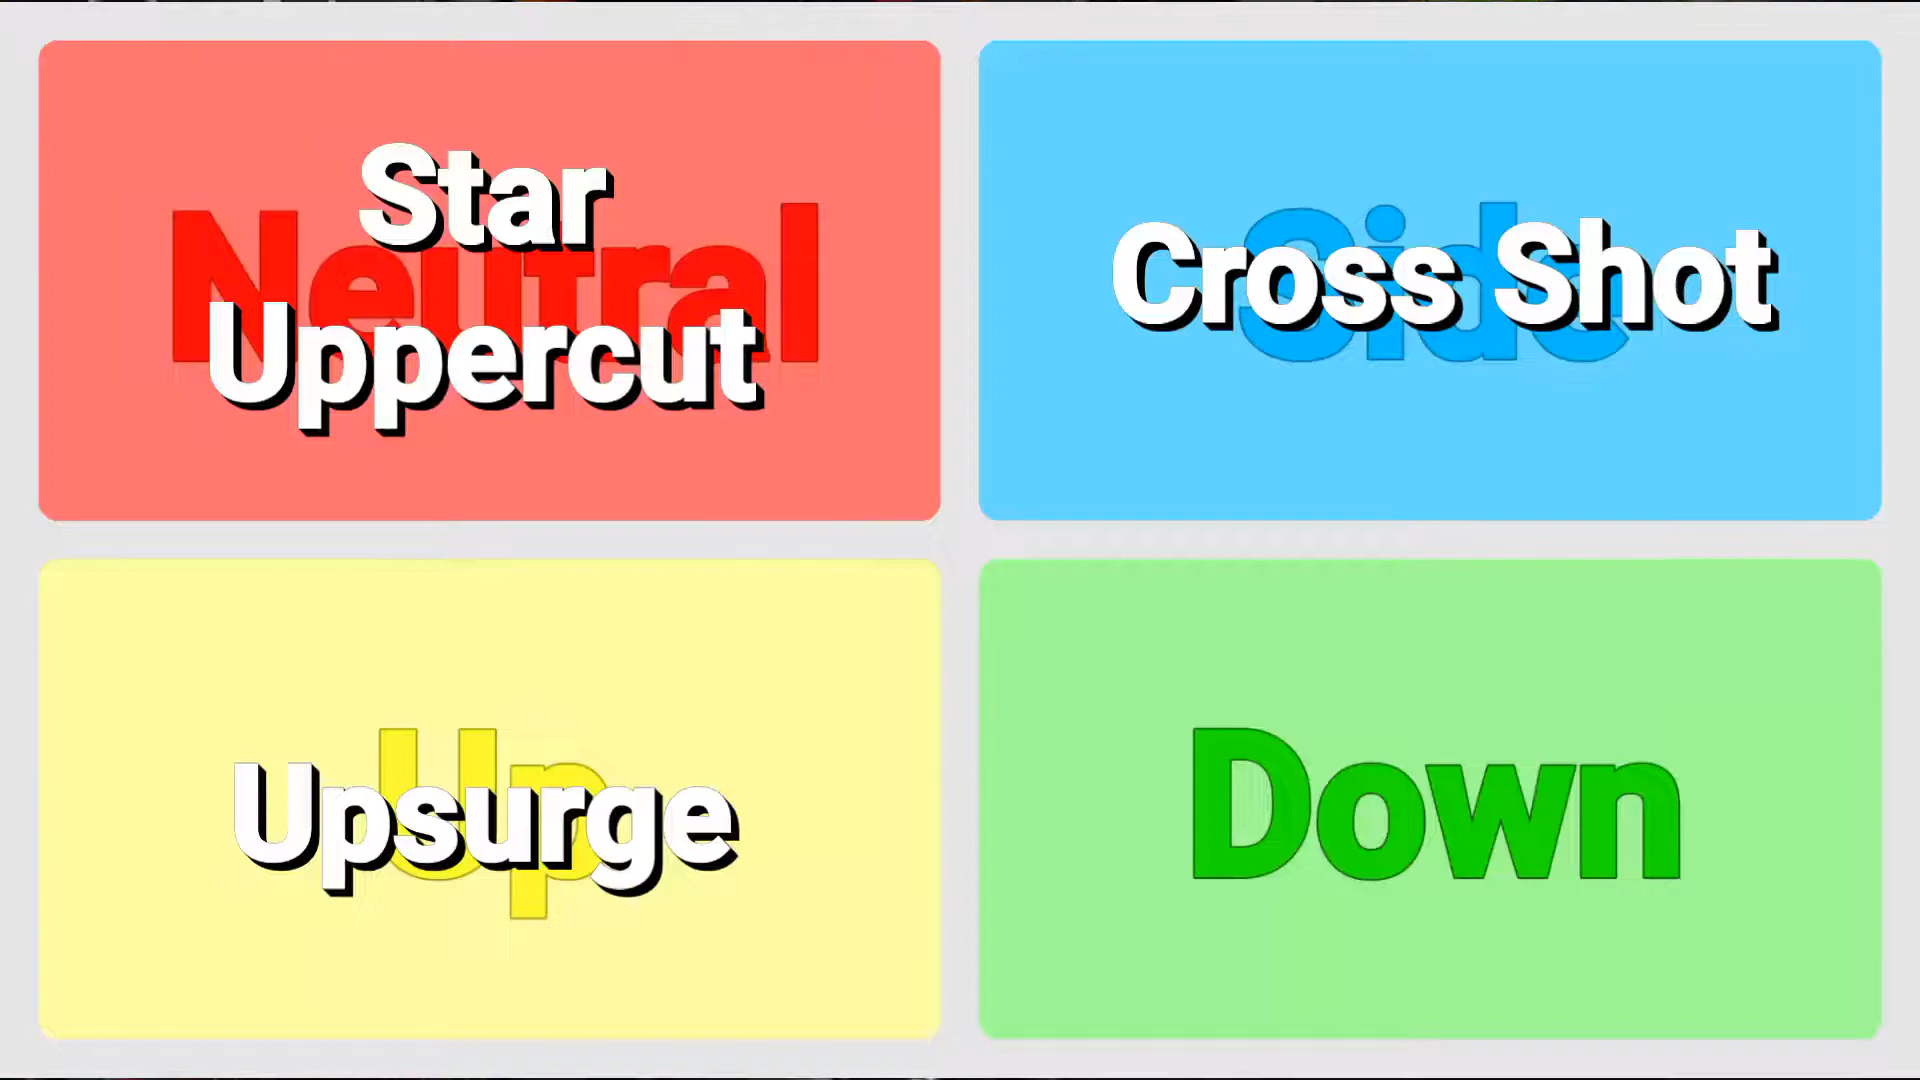 Neutral
Star
Uppercut
Side
Cross Shot
Up
Upsurge
Down